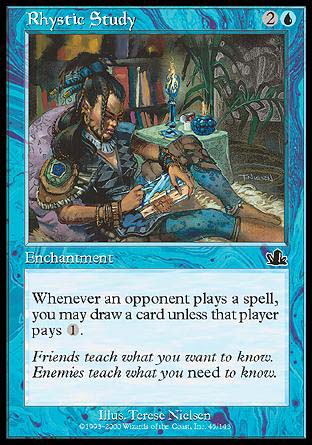 Rhystic Study 2
Enchantment
Whenever an opponent plays a spell,
you may draw a card unless that player
pays 1.
Friends teach what you want to know.
Enemies teach what you need to know.
Illus. Terese Nielsen
©1993-2000 Wizards of the Coast, Inc. 45/143